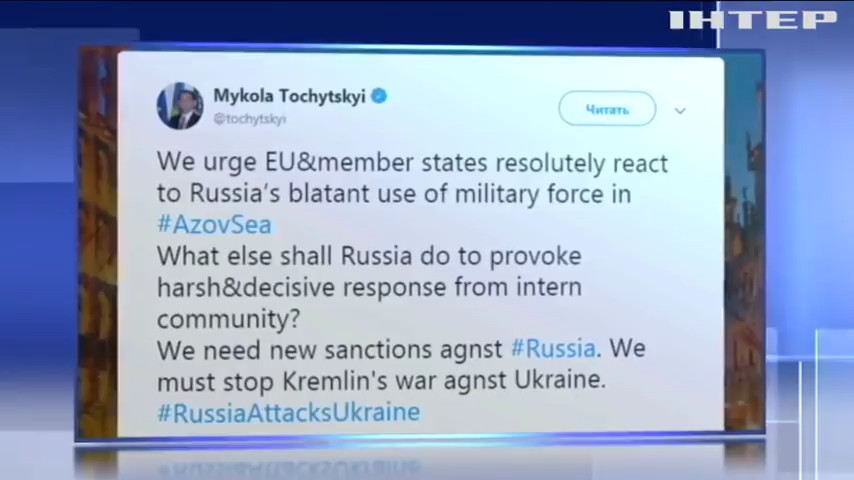 ІНТЕР
Mykola Tochytskyi
@tochytskyi
Читать
We urge EU&member states resolutely react
to Russia's blatant use of military force in
#AzovSea
What else shall Russia do to provoke
harsh&decisive response from intern
community?
We need new sanctions agnst #Russia. We
must stop Kremlin's war agnst Ukraine.
#RussiaAttacksUkraine